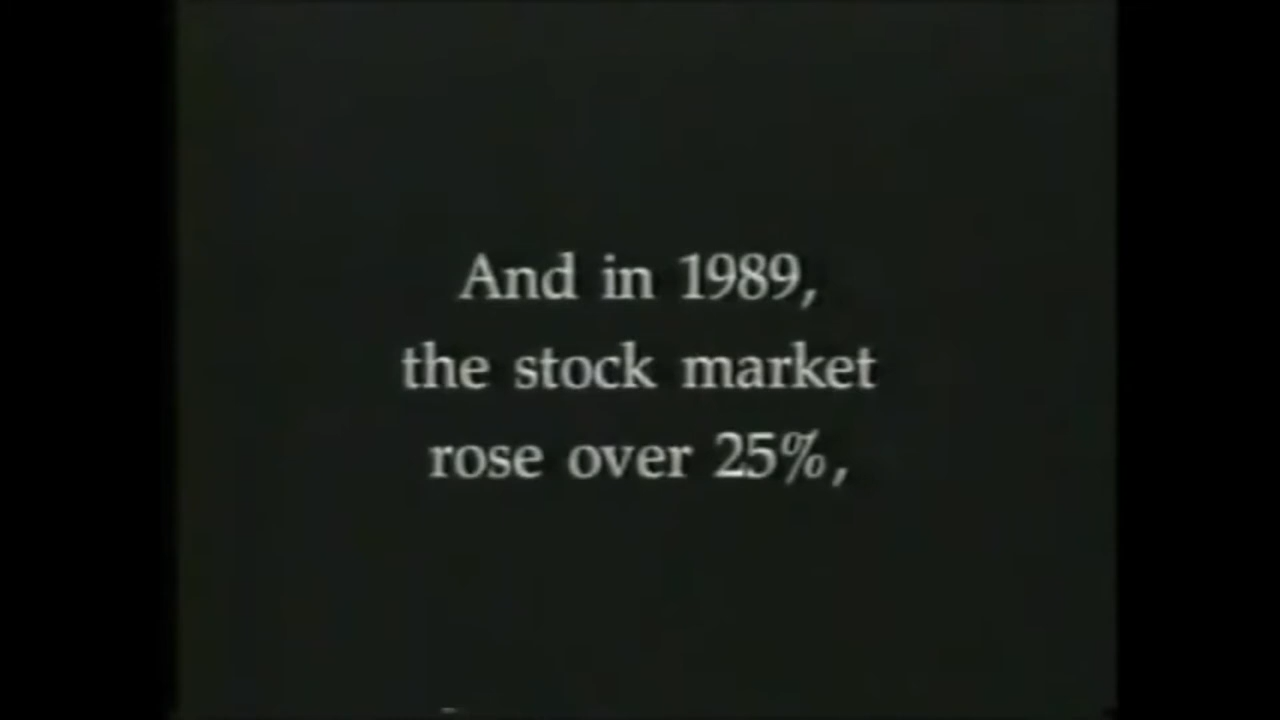 And in 1989,
the stock market
rose over 25%,